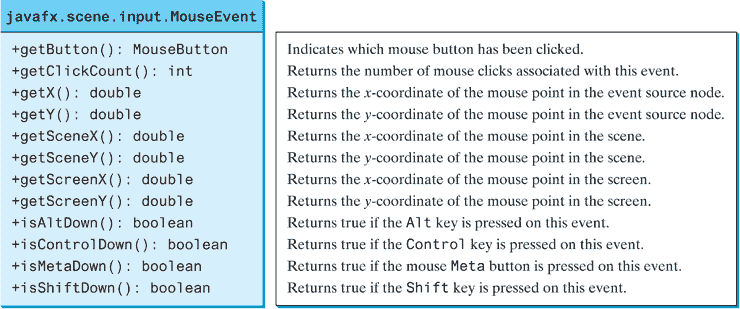 javafx.scene.input.MouseEvent
+getButton(): MouseButton Indicates which mouse button has been clicked.
+getClickCount(): int Returns the number of mouse clicks associated with this event.
+getX(): double Returns the x-coordinate of the mouse point in the event source node.
+getY(): double Returns the y-coordinate of the mouse point in the event source node.
+getSceneX(): double Returns the x-coordinate of the mouse point in the scene.
+getSceneY(): double Returns the y-coordinate of the mouse point in the scene.
+getScreenX(): double Returns the x-coordinate of the mouse point in the screen.
+getScreenY(): double Returns the y-coordinate of the mouse point in the screen.
+isAltDown(): boolean Returns true if the Alt key is pressed on this event.
+isControlDown(): boolean Returns true if the Control key is pressed on this event.
+isMetaDown(): boolean Returns true if the mouse Meta button is pressed on this event.
+isShiftDown(): boolean Returns true if the Shift key is pressed on this event.